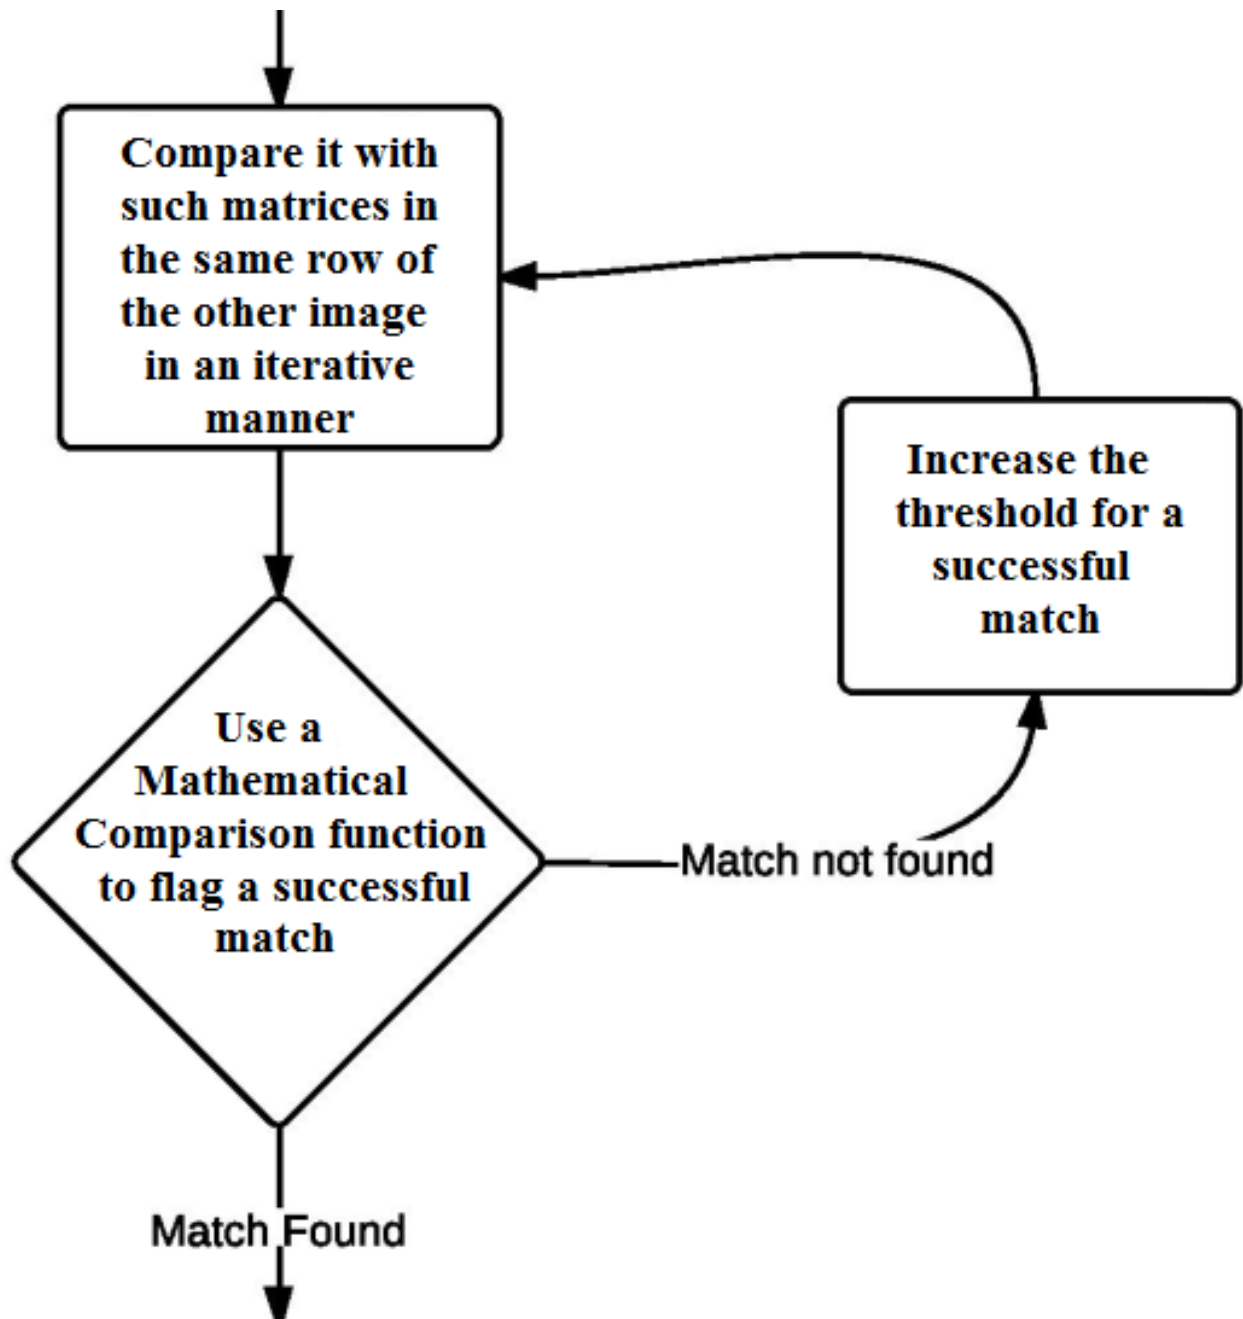 Compare it with
such matrices in
the same row of
the other image
in an iterative
manner
Increase the
threshold for a
successful
match
Use a
Mathematical
Comparison function
to flag a successful
match
Match not found
Match Found